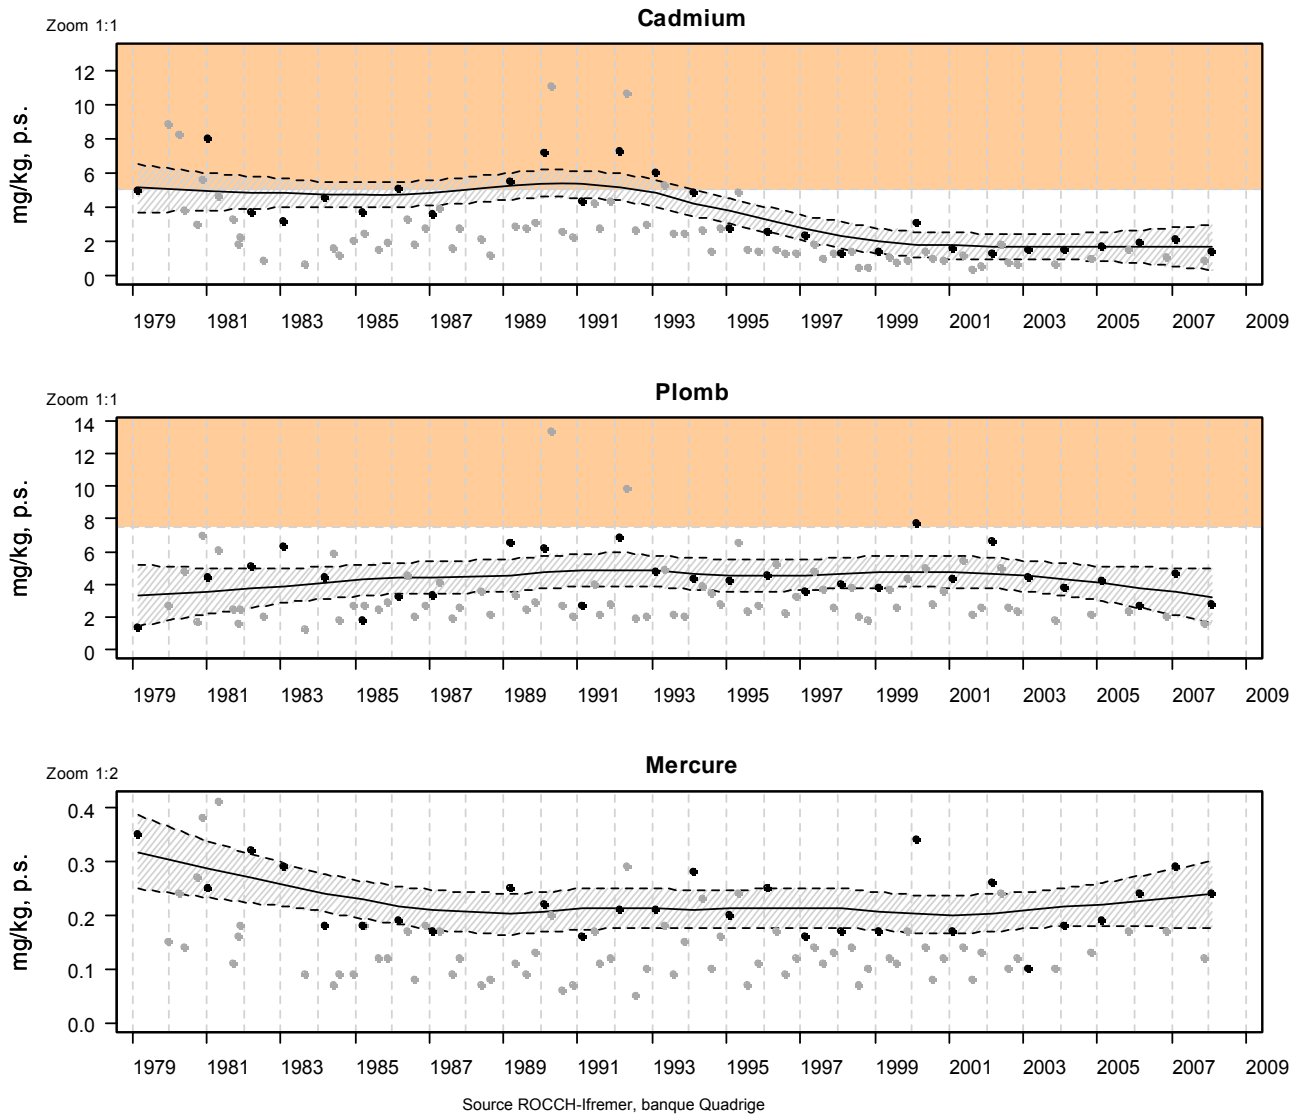 Cadmium
Zoom 1:1
mg/kg, p.s.
12
10
8
6
4
2
0
1979 1981 1983 1985 1987 1989 1991 1993 1995 1997 1999 2001 2003 2005 2007 2009
Plomb
Zoom 1:1
mg/kg, p.s.
14
12
10
8
6
4
2
0
1979 1981 1983 1985 1987 1989 1991 1993 1995 1997 1999 2001 2003 2005 2007 2009
Mercure
Zoom 1:2
mg/kg, p.s.
0.4
0.3
0.2
0.1
0.0
1979 1981 1983 1985 1987 1989 1991 1993 1995 1997 1999 2001 2003 2005 2007 2009
Source ROCCH-Ifremer, banque Quadrige